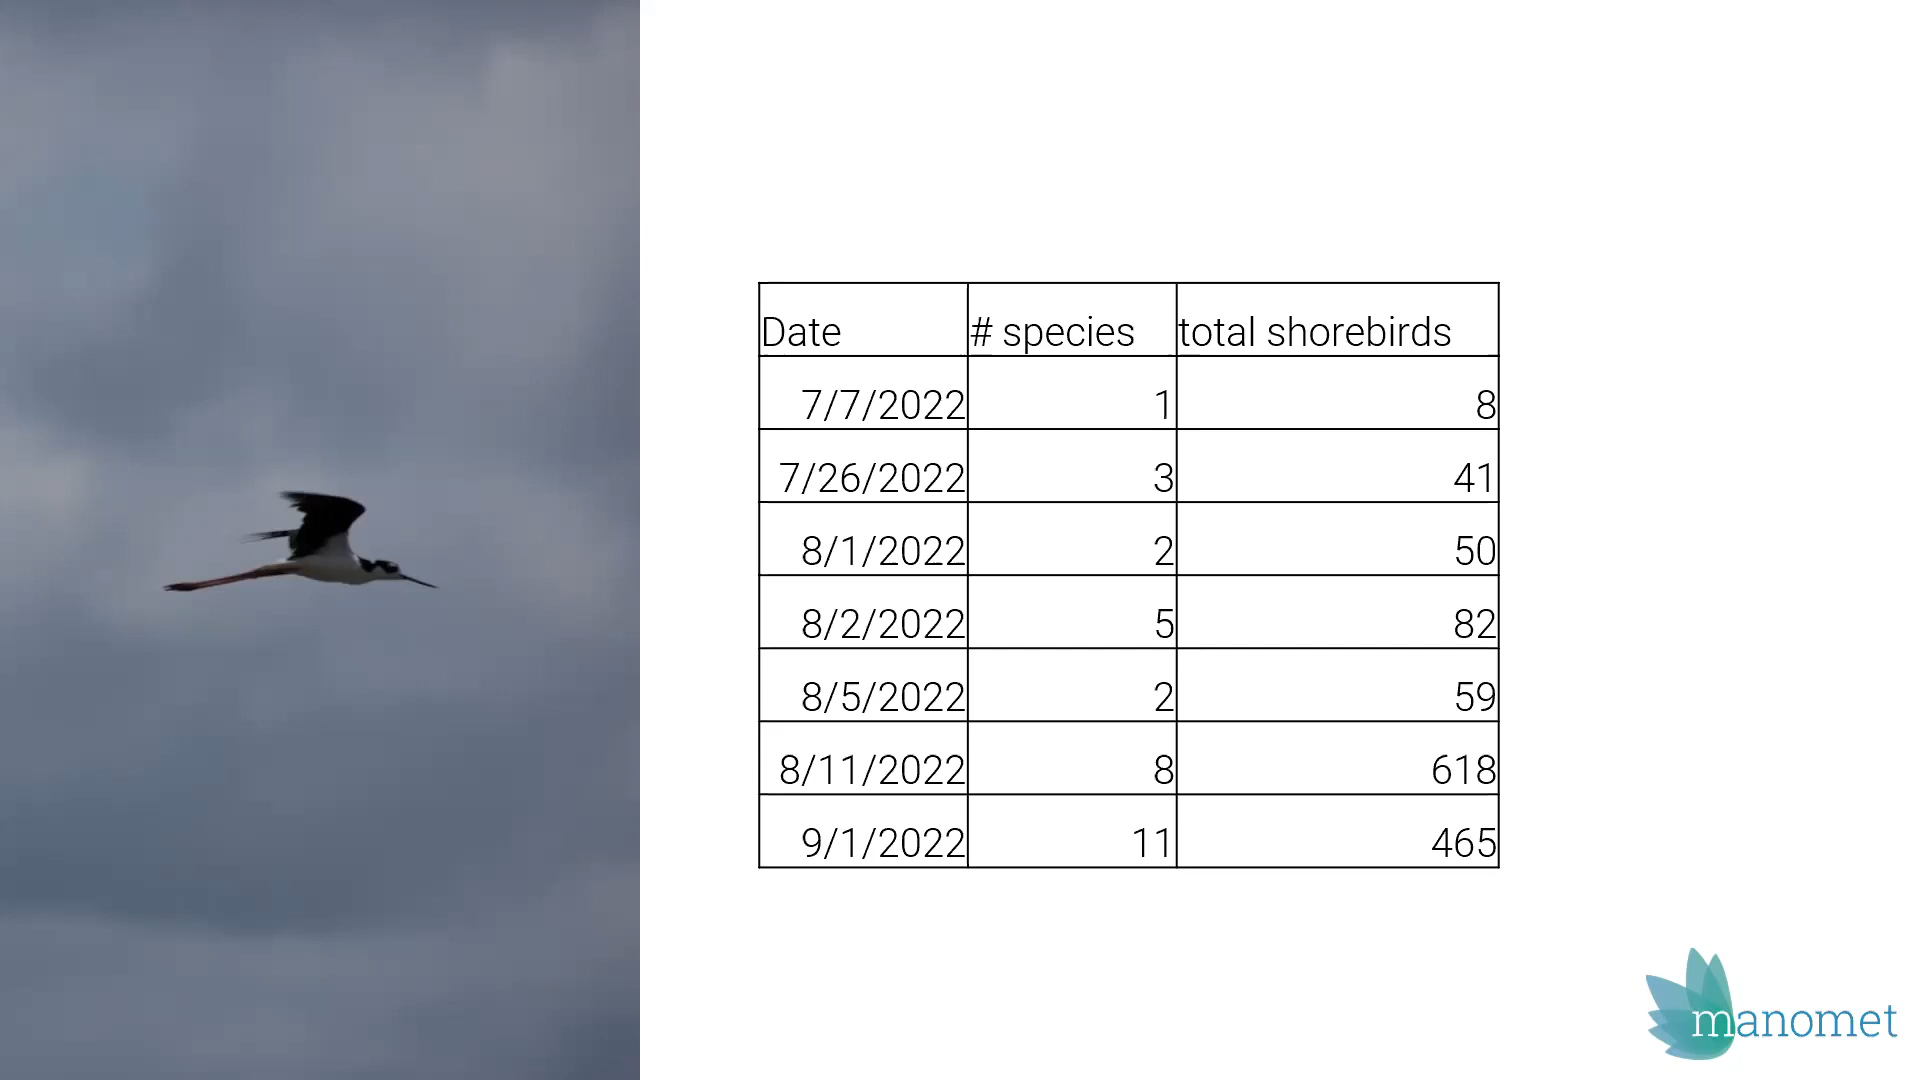 Date # species total shorebirds
7/7/2022 1 8
7/26/2022 3 41
8/1/2022 2 50
8/2/2022 5 82
8/5/2022 2 59
8/11/2022 8 618
9/1/2022 11 465
manomet